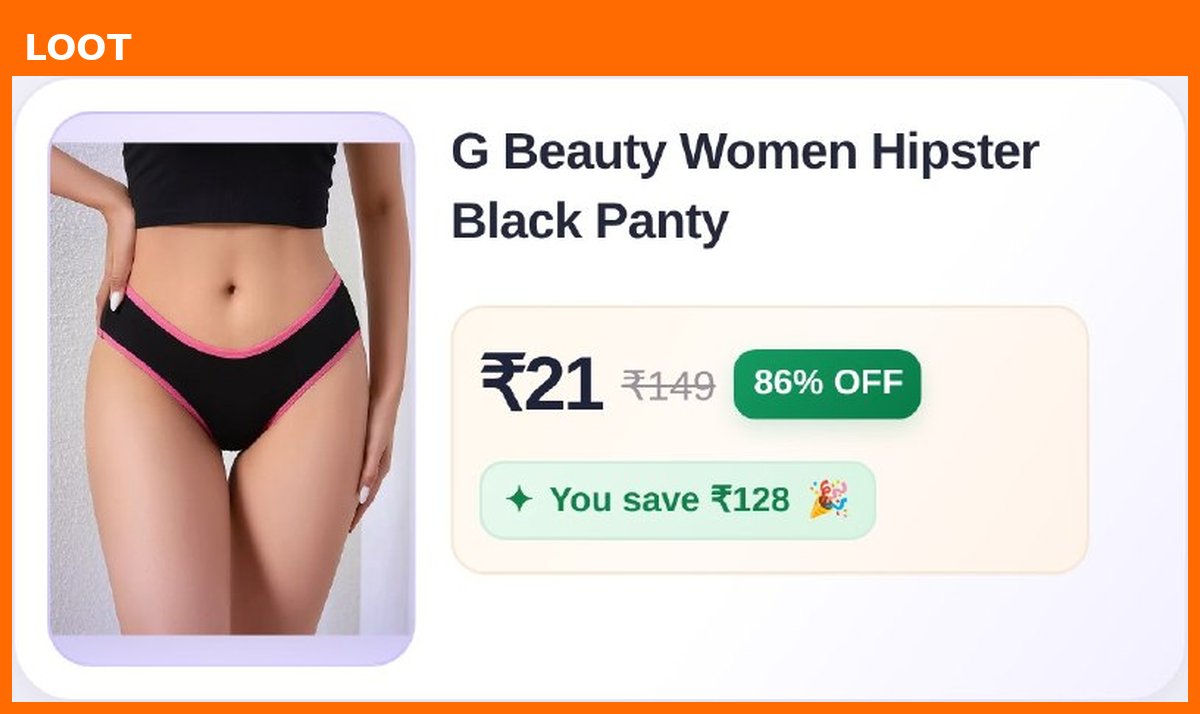 LOOT
G Beauty Women Hipster
Black Panty
₹21 ₹149 86% OFF
✦ You save ₹128 🎉